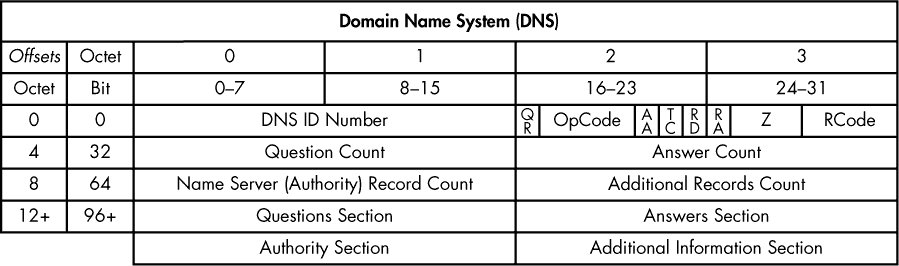 Domain Name System (DNS)
Offsets Octet 0 1 2 3
Octet Bit 0–7 8–15 16–23 24–31
0 0 DNS ID Number QR OpCode AA TC RD RA Z RCode
4 32 Question Count Answer Count
8 64 Name Server (Authority) Record Count Additional Records Count
12+ 96+ Questions Section Answers Section
Authority Section Additional Information Section